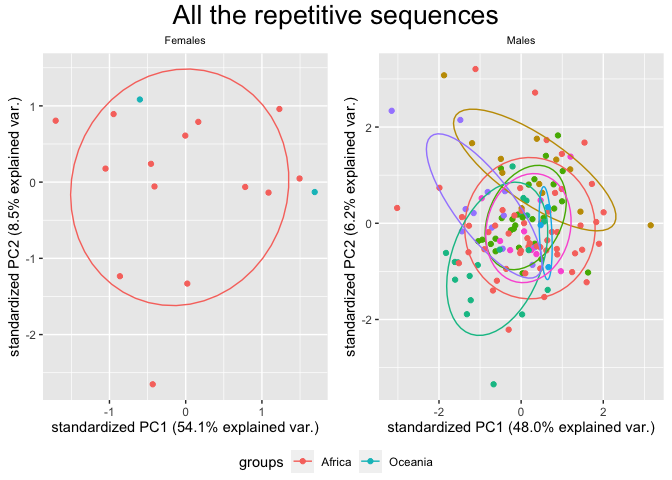 All the repetitive sequences
Females
Males
standardized PC2 (8.5% explained var.)
1
0
-1
-2
-1
0
1
standardized PC1 (54.1% explained var.)
standardized PC2 (6.2% explained var.)
2
0
-2
-2
0
2
standardized PC1 (48.0% explained var.)
groups
Africa
Oceania